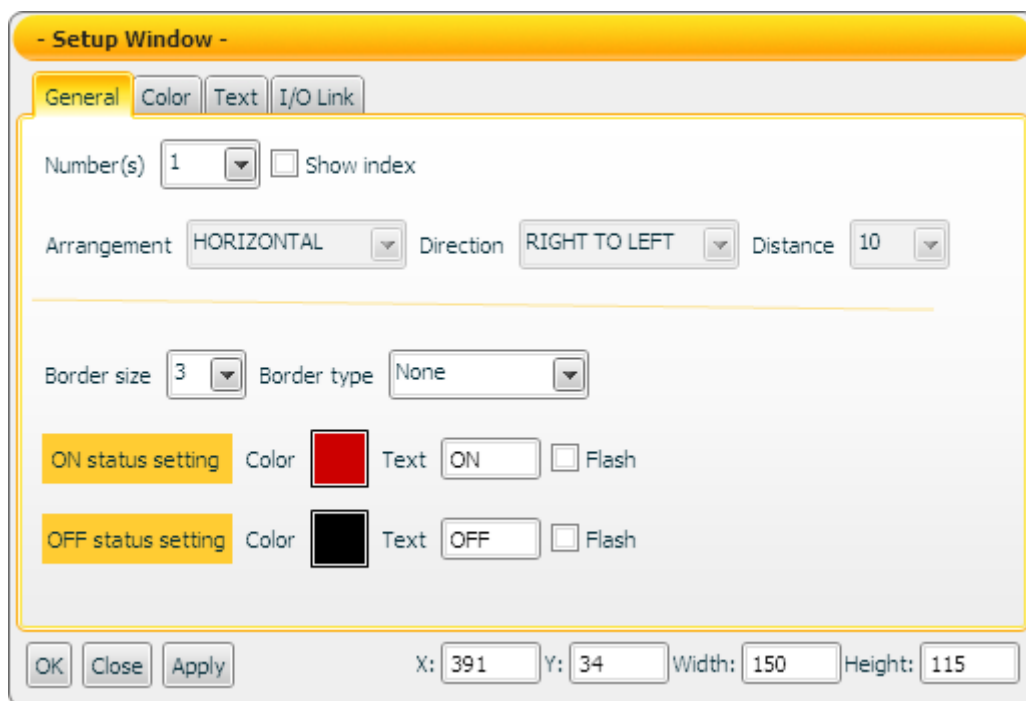 - Setup Window -
General Color Text I/O Link
Number(s) 1 Show index
Arrangement HORIZONTAL Direction RIGHT TO LEFT Distance 10
Border size 3 Border type None
ON status setting Color Text ON Flash
OFF status setting Color Text OFF Flash
OK Close Apply X: 391 Y: 34 Width: 150 Height: 115